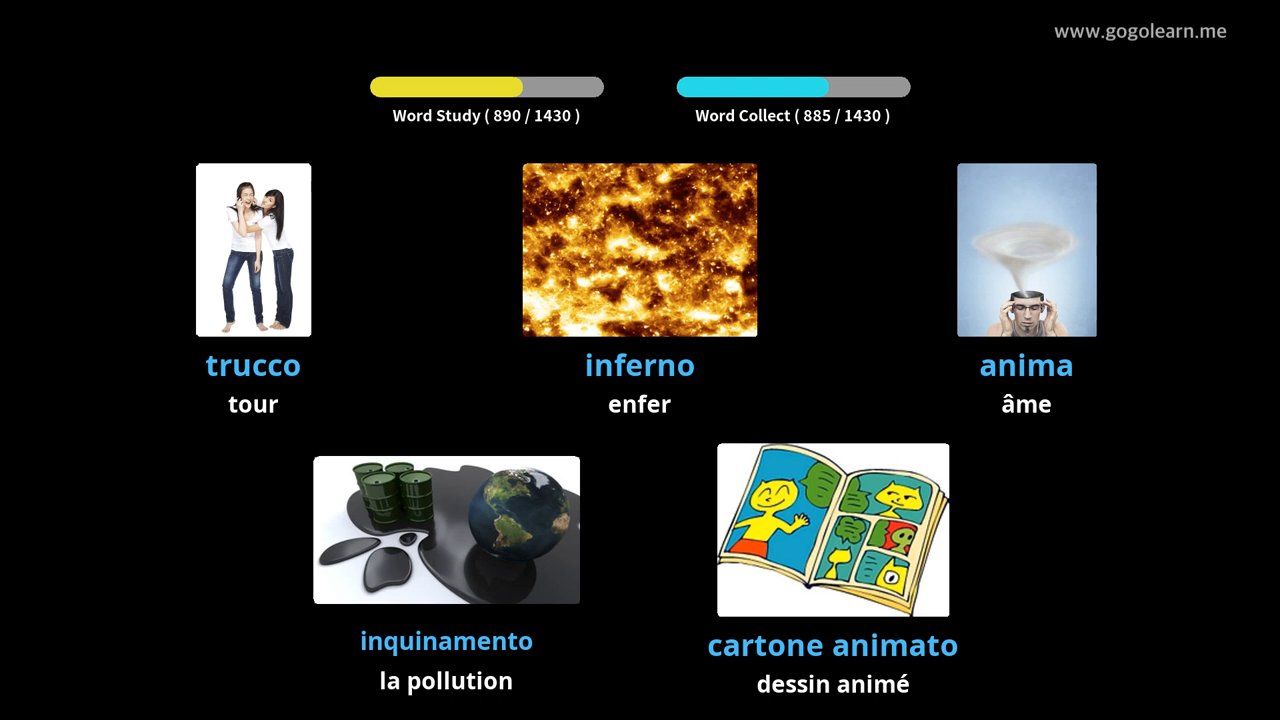 www.gogolearn.me
Word Study ( 890 / 1430 )
Word Collect ( 885 / 1430 )
trucco
tour
inferno
enfer
anima
âme
inquinamento
la pollution
cartone animato
dessin animé